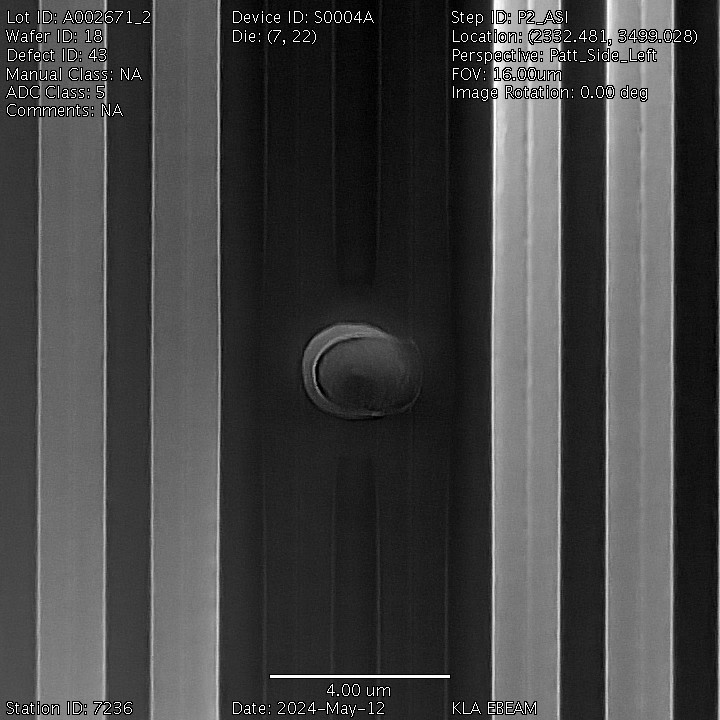 Lot ID: A002671_2
Wafer ID: 18
Defect ID: 43
Manual Class: NA
ADC Class: 5
Comments: NA
Device ID: S0004A
Die: (7, 22)
Step ID: P2_ASI
Location: (2332.481, 3499.028)
Perspective: Patt_Side_Left
FOV: 16.00um
Image Rotation: 0.00 deg
4.00 um
Station ID: 7236
Date: 2024-May-12
KLA EBEAM